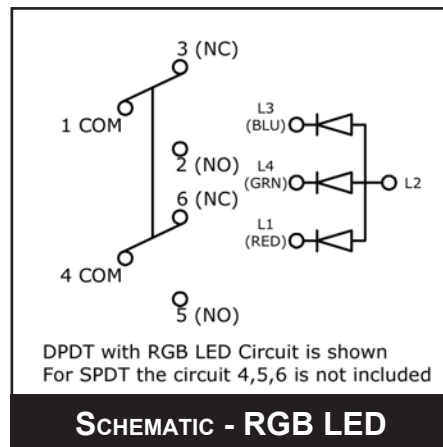 3 (NC)
1 COM
2 (NO)
6 (NC)
4 COM
5 (NO)
L3
(BLU)
L4
(GRN)
L2
L1
(RED)
DPDT with RGB LED Circuit is shown
For SPDT the circuit 4,5,6 is not included
SCHEMATIC - RGB LED